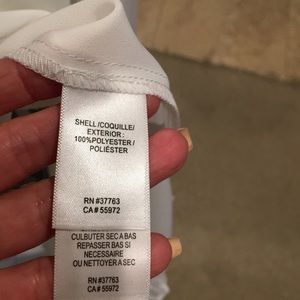 SHELL/COQUILLE/
EXTERIOR:
100%POLYESTER/
POLIÉSTER
RN #37763
CA# 55972
CULBUTER SEC A BAS
REPASSER BAS SI
NECESSAIRE
OU NETTOYER A SEC
RN #37763
CA# 55972